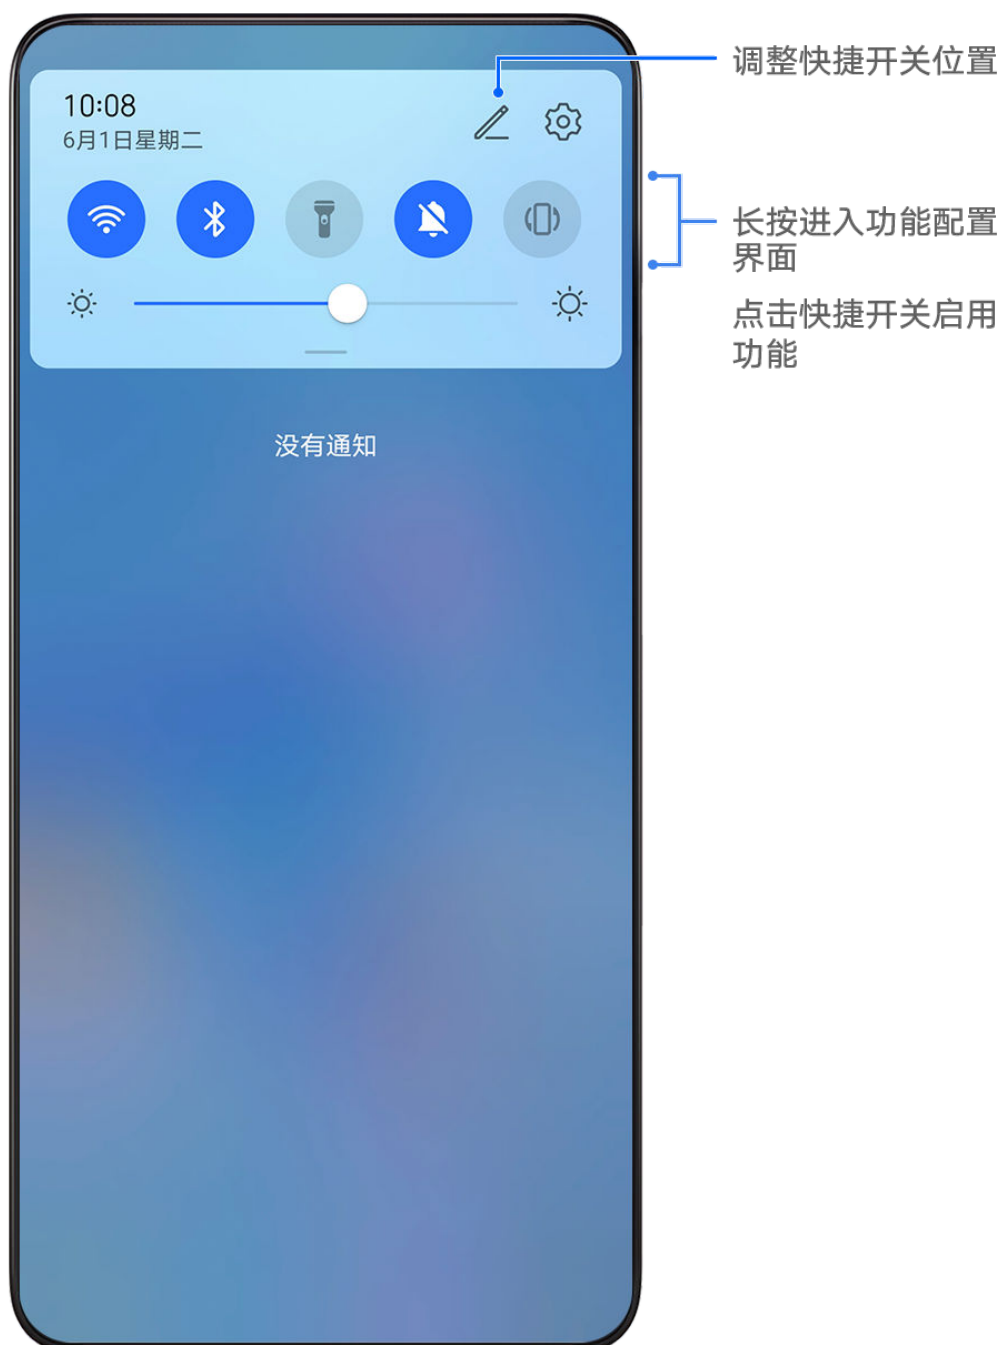 调整快捷开关位置
10:08
6月1日星期二
长按进入功能配置
界面
点击快捷开关启用
功能
没有通知